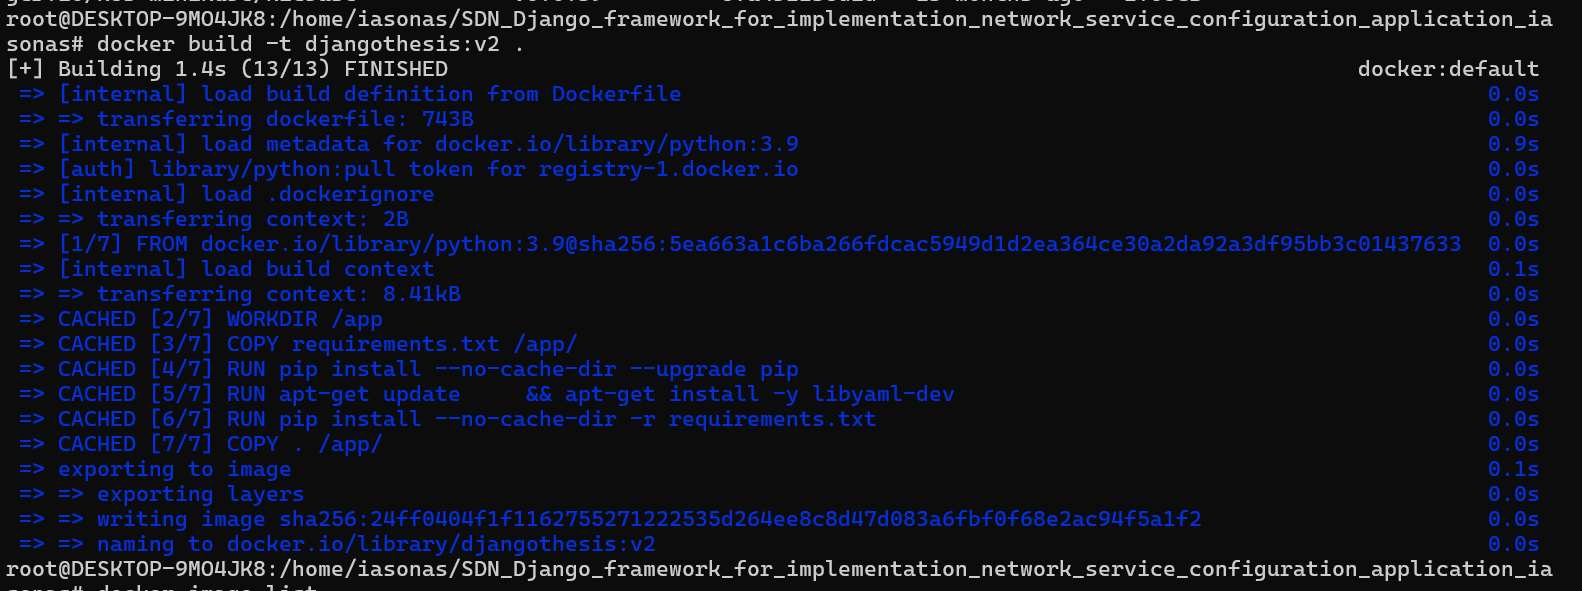 root@DESKTOP-9MO4JK8:/home/iasonas/SDN_Django_framework_for_implementation_network_service_configuration_application_ia
sonas# docker build -t djangothesis:v2 .
[+] Building 1.4s (13/13) FINISHED docker:default
=> [internal] load build definition from Dockerfile 0.0s
=> => transferring dockerfile: 743B 0.0s
=> [internal] load metadata for docker.io/library/python:3.9 0.9s
=> [auth] library/python:pull token for registry-1.docker.io 0.0s
=> [internal] load .dockerignore 0.0s
=> => transferring context: 2B 0.0s
=> [1/7] FROM docker.io/library/python:3.9@sha256:5ea663a1c6ba266fdcac5949d1d2ea364ce30a2da92a3df95bb3c01437633 0.0s
=> [internal] load build context 0.1s
=> => transferring context: 8.41kB 0.0s
=> CACHED [2/7] WORKDIR /app 0.0s
=> CACHED [3/7] COPY requirements.txt /app/ 0.0s
=> CACHED [4/7] RUN pip install --no-cache-dir --upgrade pip 0.0s
=> CACHED [5/7] RUN apt-get update     && apt-get install -y libyaml-dev 0.0s
=> CACHED [6/7] RUN pip install --no-cache-dir -r requirements.txt 0.0s
=> CACHED [7/7] COPY . /app/ 0.0s
=> exporting to image 0.1s
=> => exporting layers 0.0s
=> => writing image sha256:24ff0404f1f1162755271222535d264ee8c8d47d083a6fbf0f68e2ac94f5a1f2 0.0s
=> => naming to docker.io/library/djangothesis:v2 0.0s
root@DESKTOP-9MO4JK8:/home/iasonas/SDN_Django_framework_for_implementation_network_service_configuration_application_ia
sonas# docker image list